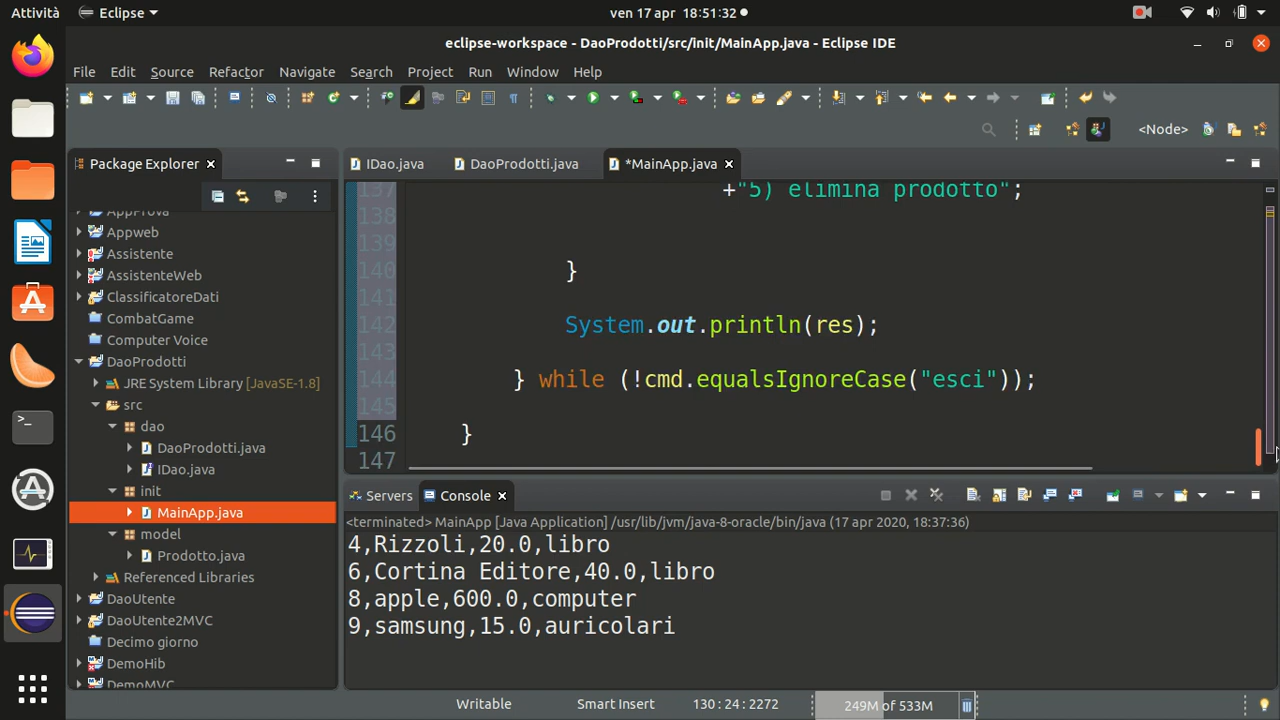 Attività
Eclipse
ven 17 apr 18:51:32
eclipse-workspace - DaoProdotti/src/init/MainApp.java - Eclipse IDE
File Edit Source Refactor Navigate Search Project Run Window Help
<Node>
Package Explorer
IDao.java
DaoProdotti.java
*MainApp.java
AppProva
Appweb
Assistente
AssistenteWeb
ClassificatoreDati
CombatGame
Computer Voice
DaoProdotti
JRE System Library [JavaSE-1.8]
src
dao
DaoProdotti.java
IDao.java
init
MainApp.java
model
Prodotto.java
Referenced Libraries
DaoUtente
DaoUtente2MVC
Decimo giorno
DemoHib
DemoMVC
137 +"5) elimina prodotto";
138
139
140 }
141
142 System.out.println(res);
143
144 } while (!cmd.equalsIgnoreCase("esci"));
145
146 }
147
Servers
Console
<terminated> MainApp [Java Application] /usr/lib/jvm/java-8-oracle/bin/java (17 apr 2020, 18:37:36)
4,Rizzoli,20.0,libro
6,Cortina Editore,40.0,libro
8,apple,600.0,computer
9,samsung,15.0,auricolari
Writable
Smart Insert
130 : 24 : 2272
249M of 533M